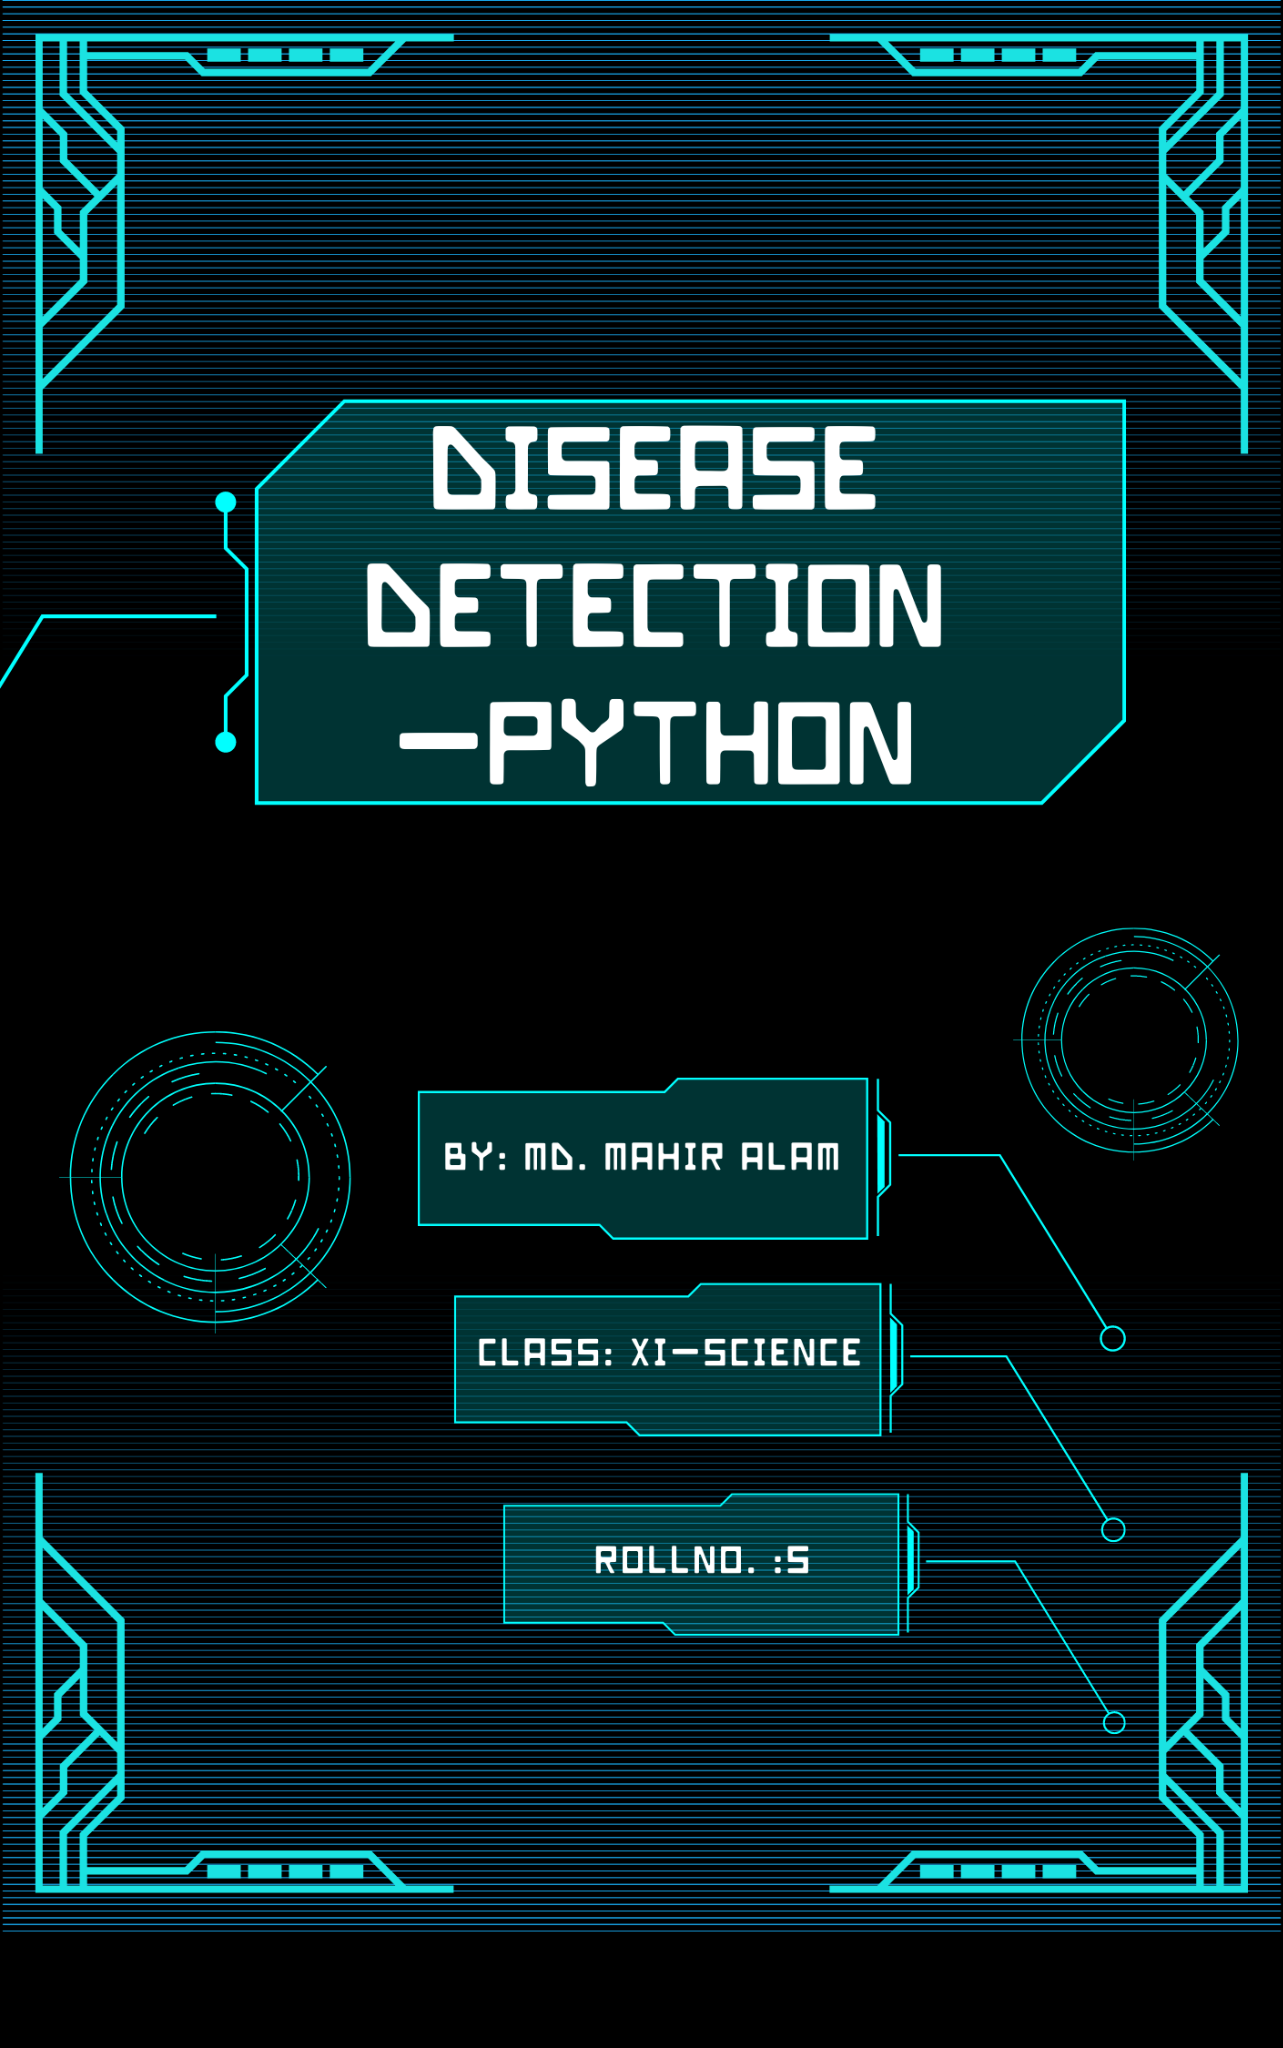 DISEASE
DETECTION
-PYTHON
BY: MD. MAHIR ALAM
CLASS: XI-SCIENCE
ROLLNO. :5